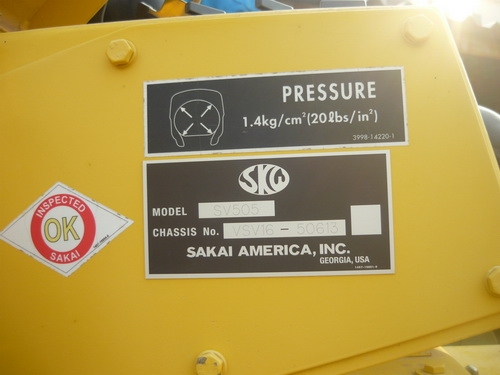 PRESSURE
1.4kg/cm²(20lbs/in²)
3998-14220-1
SKW
MODEL SV505
CHASSIS No. VSV16 - 50613
SAKAI AMERICA, INC.
GEORGIA, USA
INSPECTED
OK
SAKAI